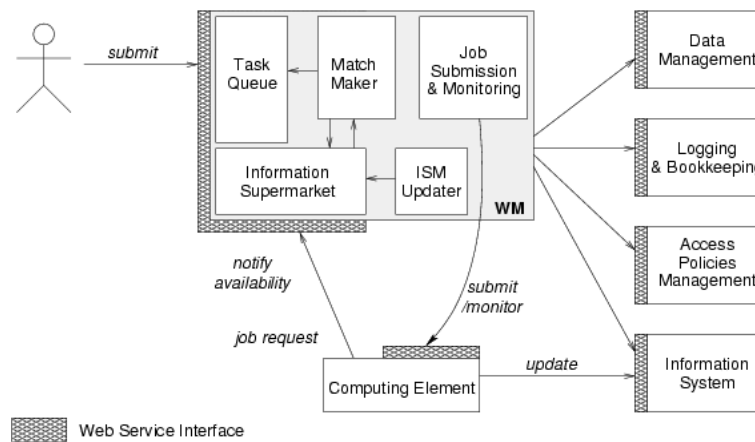 submit
Task
Queue
Match
Maker
Job
Submission
& Monitoring
Data
Management
Information
Supermarket
ISM
Updater
WM
Logging
& Bookkeeping
notify
availability
submit
/monitor
Access
Policies
Management
job request
Computing Element
update
Information
System
Web Service Interface